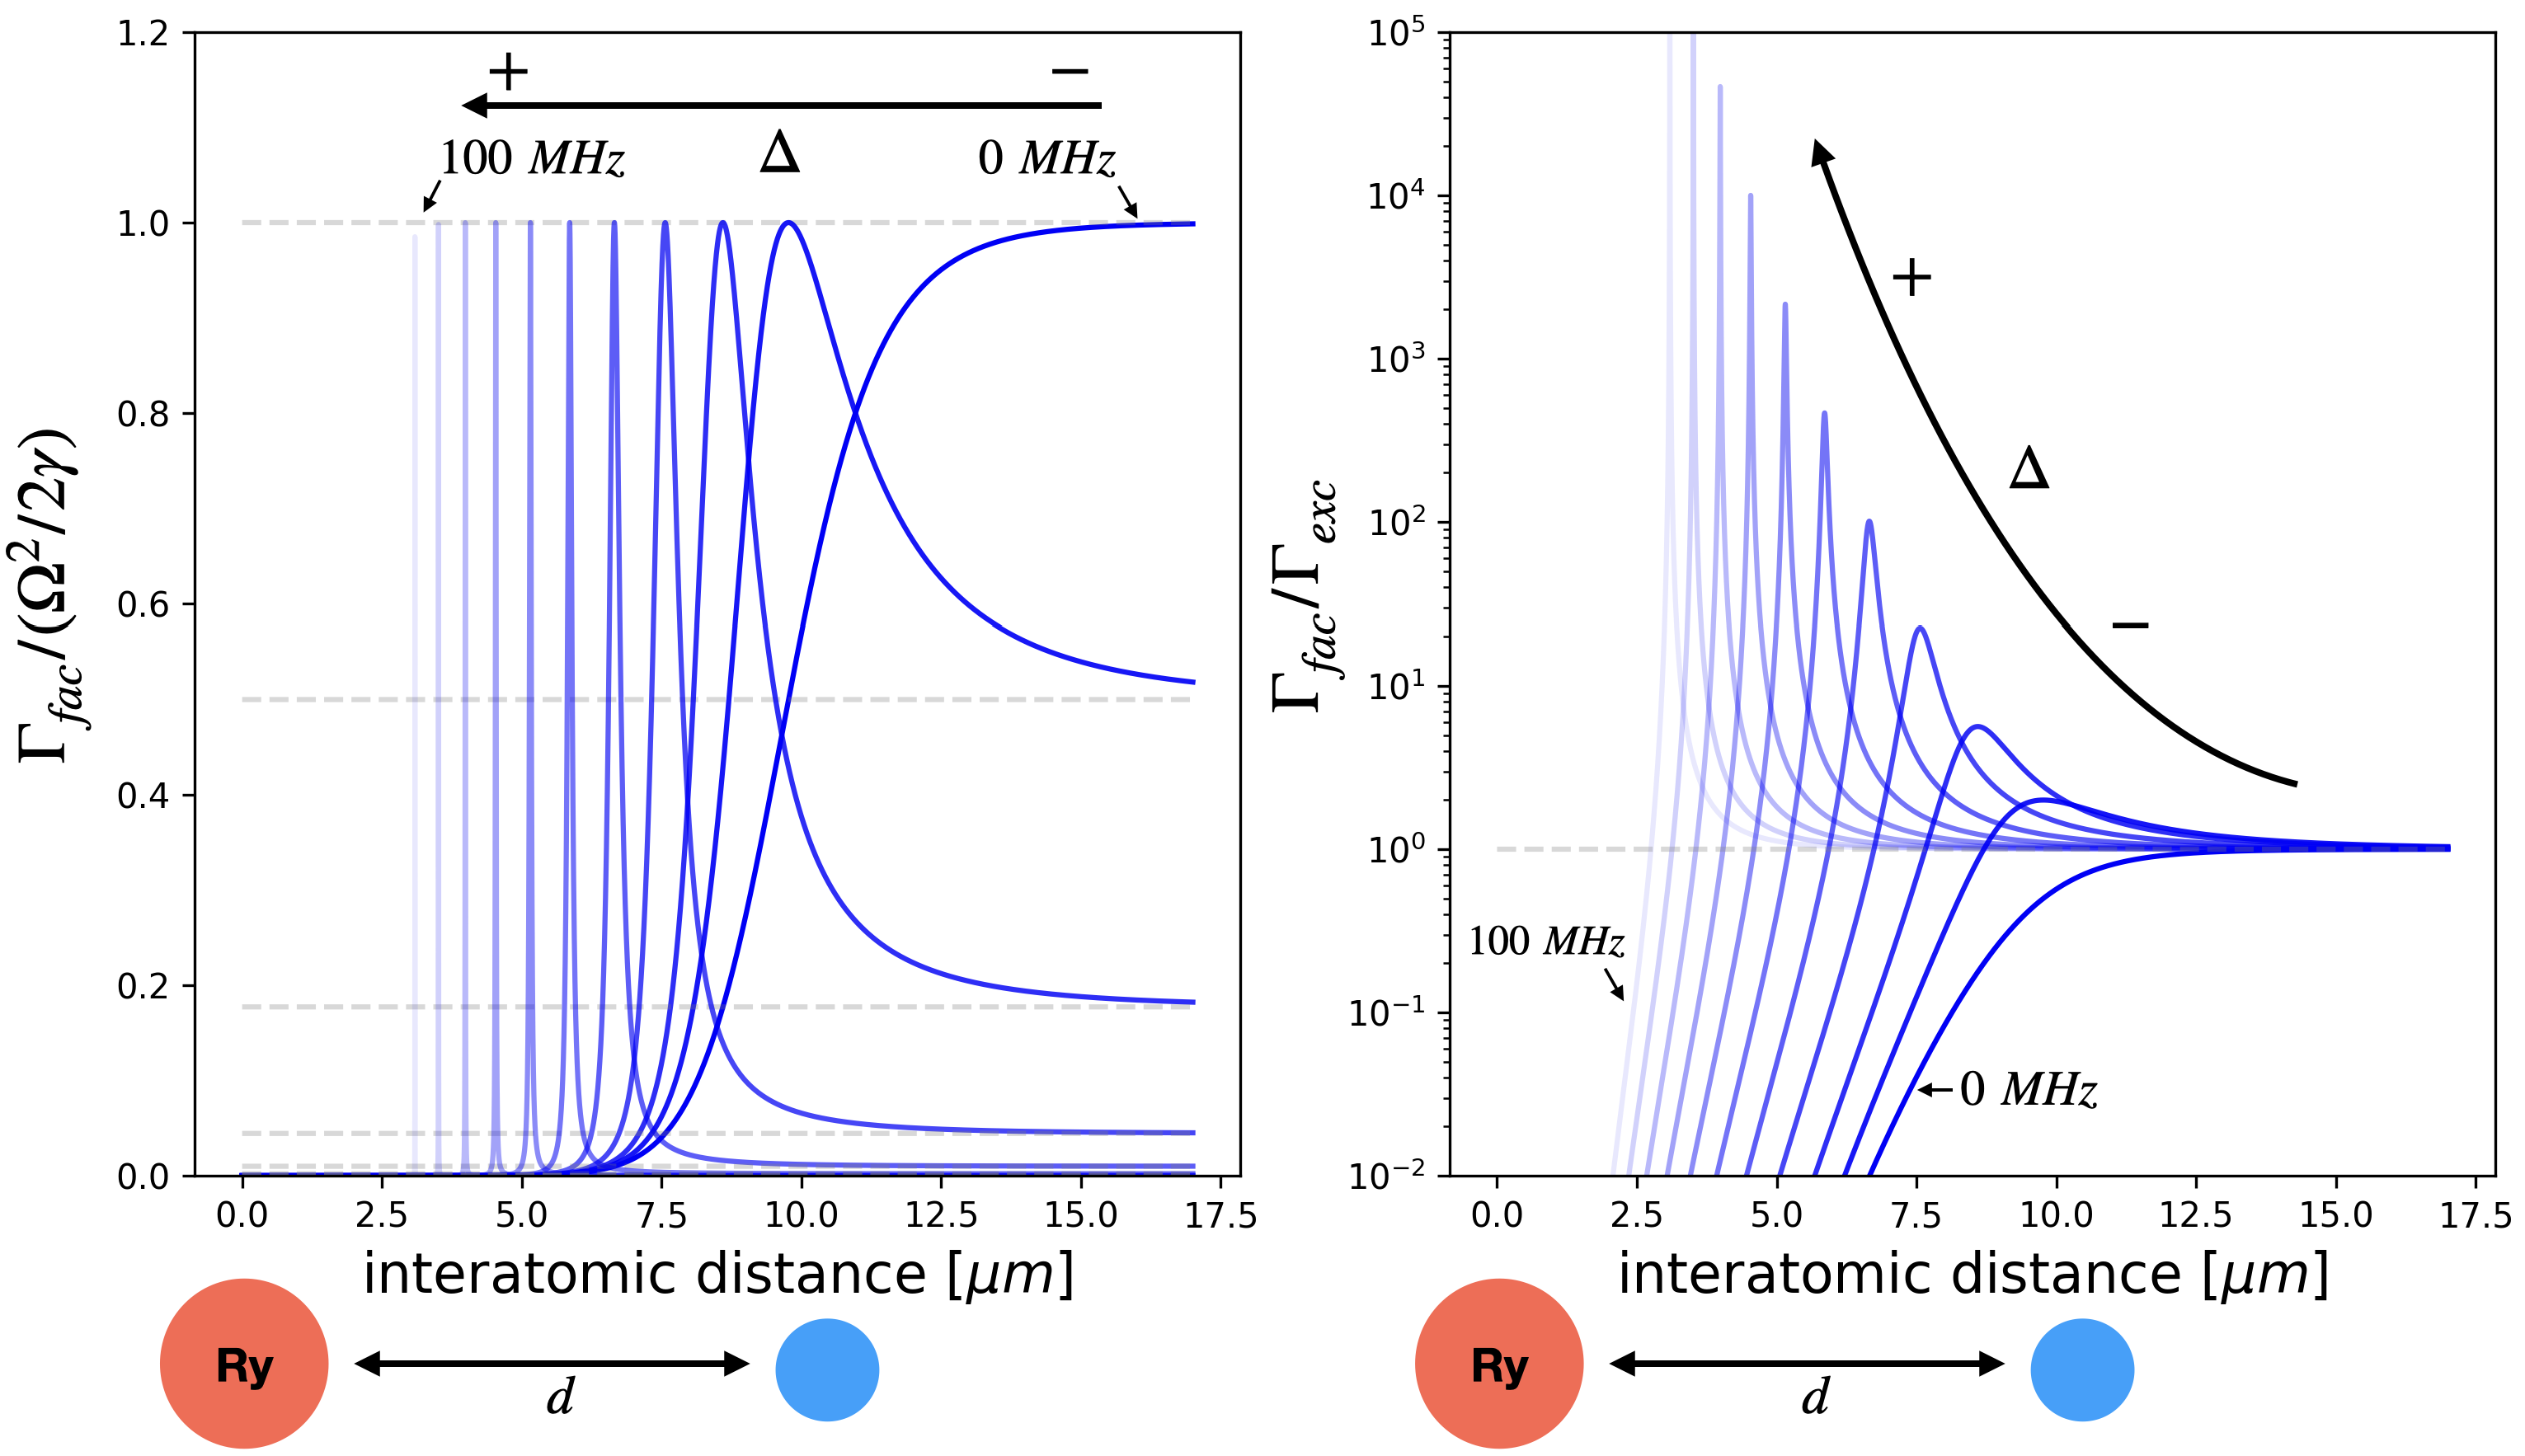 + −
Δ
100 MHz 0 MHz
1.2
1.0
0.8
0.6
0.4
0.2
0.0
Γfac/(Ω²/2γ)
0.0 2.5 5.0 7.5 10.0 12.5 15.0 17.5
interatomic distance [μm]
Ry
d
10⁵
10⁴
10³
10²
10¹
10⁰
10⁻¹
10⁻²
Γfac/Γexc
+
Δ
−
100 MHz
0 MHz
0.0 2.5 5.0 7.5 10.0 12.5 15.0 17.5
interatomic distance [μm]
Ry
d